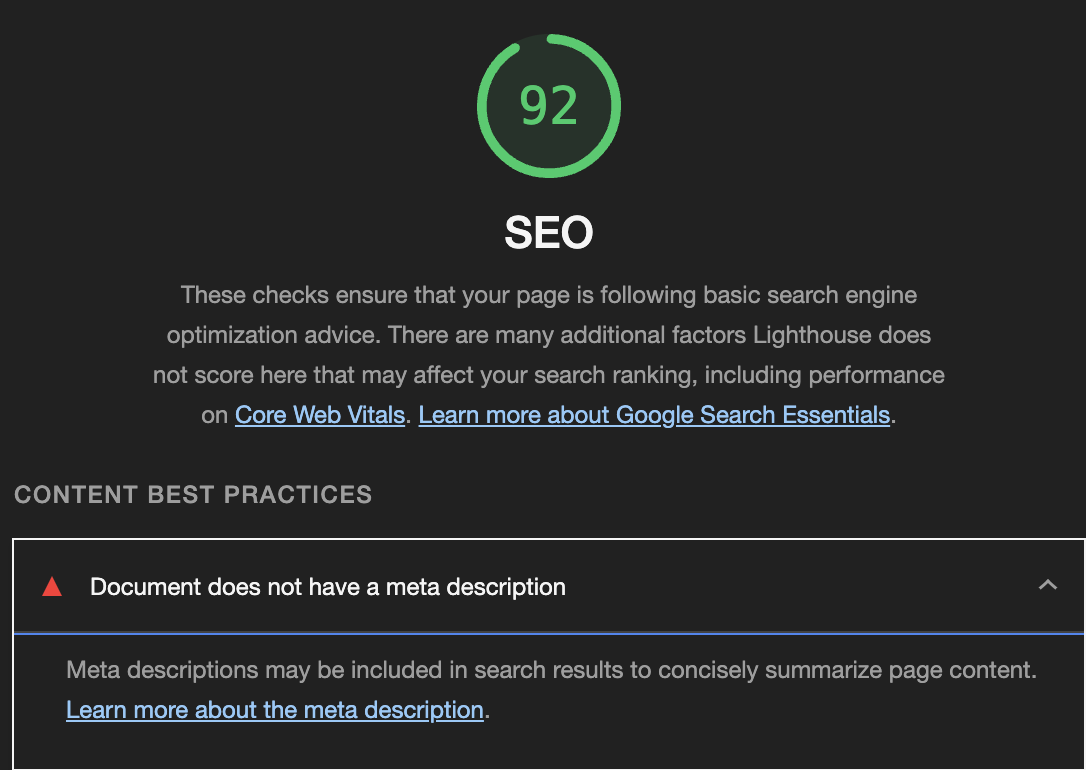 92
SEO
These checks ensure that your page is following basic search engine
optimization advice. There are many additional factors Lighthouse does
not score here that may affect your search ranking, including performance
on Core Web Vitals. Learn more about Google Search Essentials.
CONTENT BEST PRACTICES
Document does not have a meta description
Meta descriptions may be included in search results to concisely summarize page content.
Learn more about the meta description.